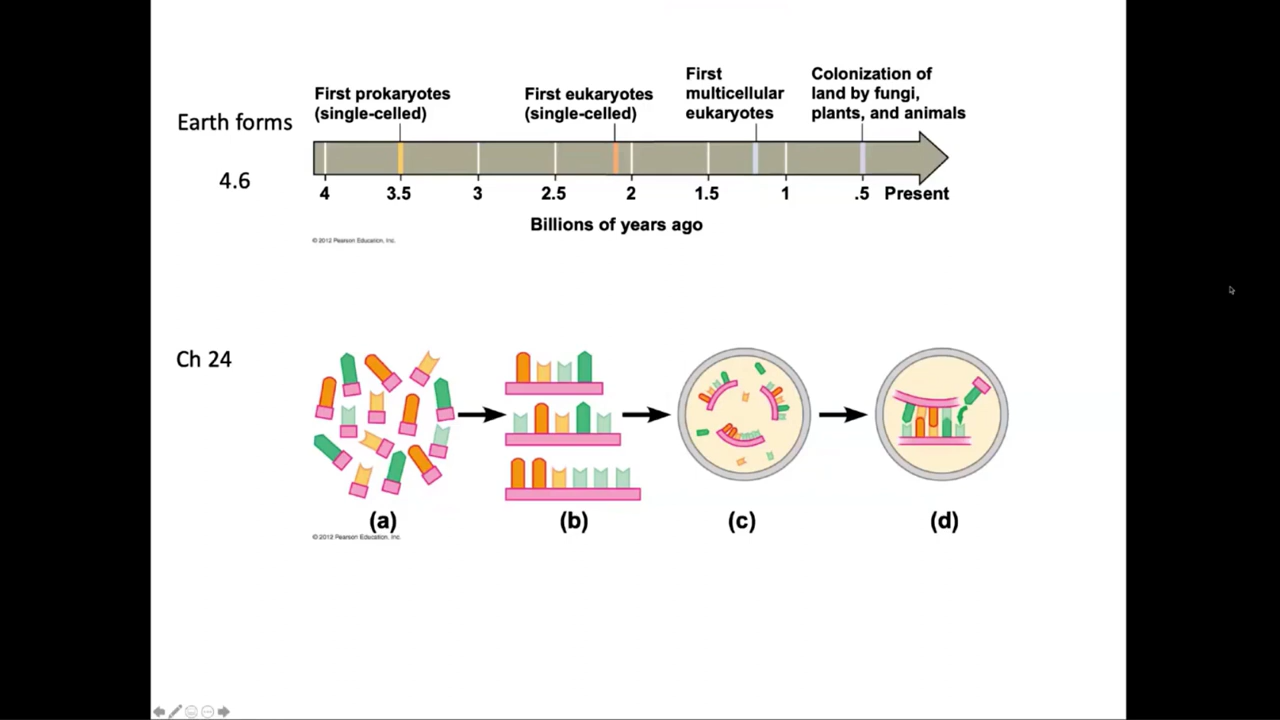 First prokaryotes
(single-celled)
First eukaryotes
(single-celled)
First
multicellular
eukaryotes
Colonization of
land by fungi,
plants, and animals
Earth forms
4.6
4 3.5 3 2.5 2 1.5 1 .5 Present
Billions of years ago
© 2012 Pearson Education, Inc.
Ch 24
(a) (b) (c) (d)
© 2012 Pearson Education, Inc.